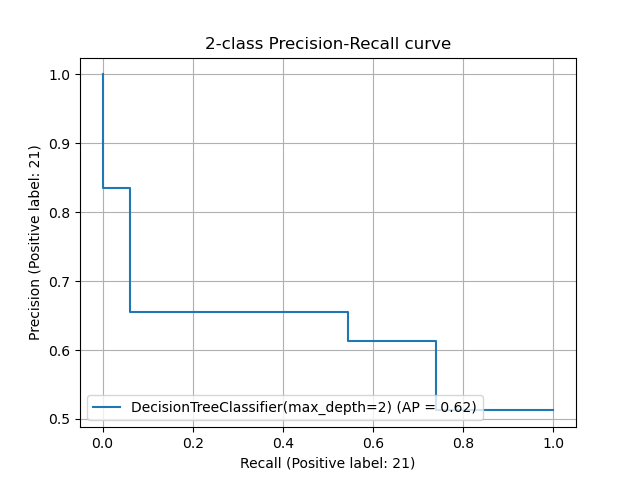 2-class Precision-Recall curve
Precision (Positive label: 21)
1.0
0.9
0.8
0.7
0.6
0.5
DecisionTreeClassifier(max_depth=2) (AP = 0.62)
0.0 0.2 0.4 0.6 0.8 1.0
Recall (Positive label: 21)